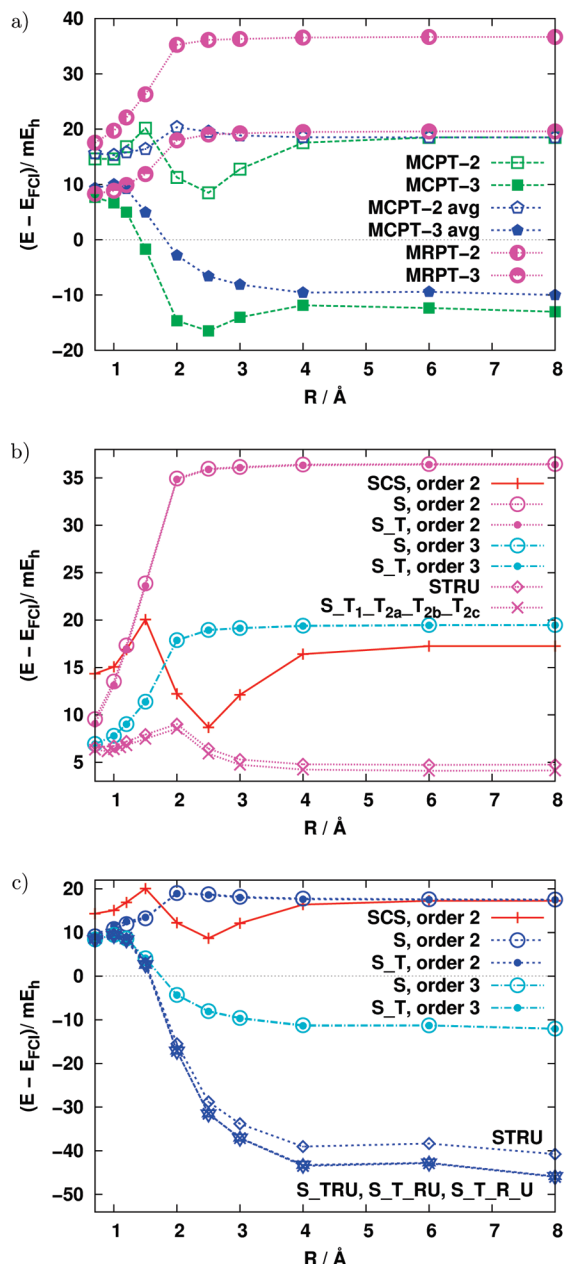 a)
40
30
20
10
0
−10
−20
(E − E_FCI)/ mE_h
MCPT−2
MCPT−3
MCPT−2 avg
MCPT−3 avg
MRPT−2
MRPT−3
1 2 3 4 5 6 7 8
R / Å
b)
35
30
25
20
15
10
5
(E − E_FCI)/ mE_h
SCS, order 2
S, order 2
S_T, order 2
S, order 3
S_T, order 3
STRU
S_T₁_T₂ₐ_T₂b_T₂c
1 2 3 4 5 6 7 8
R / Å
c)
20
10
0
−10
−20
−30
−40
−50
(E − E_FCI)/ mE_h
SCS, order 2
S, order 2
S_T, order 2
S, order 3
S_T, order 3
STRU
S_TRU, S_T_RU, S_T_R_U
1 2 3 4 5 6 7 8
R / Å